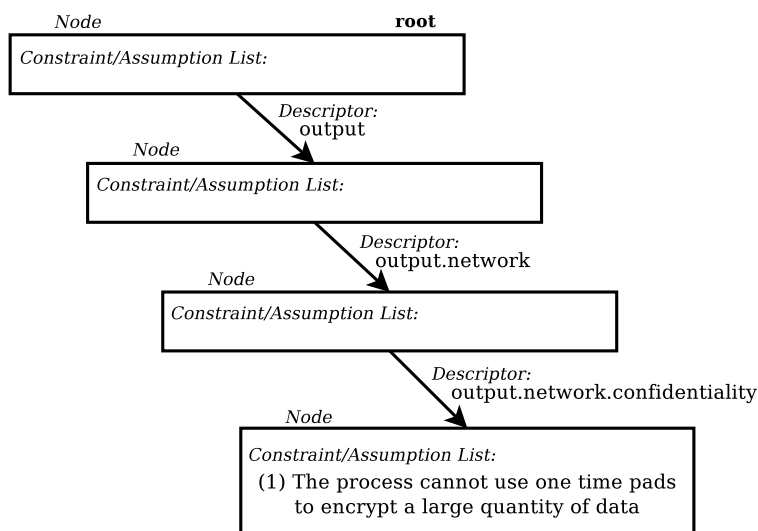 Node root
Constraint/Assumption List:
Descriptor:
output
Node
Constraint/Assumption List:
Descriptor:
output.network
Node
Constraint/Assumption List:
Descriptor:
output.network.confidentiality
Node
Constraint/Assumption List:
(1) The process cannot use one time pads
to encrypt a large quantity of data